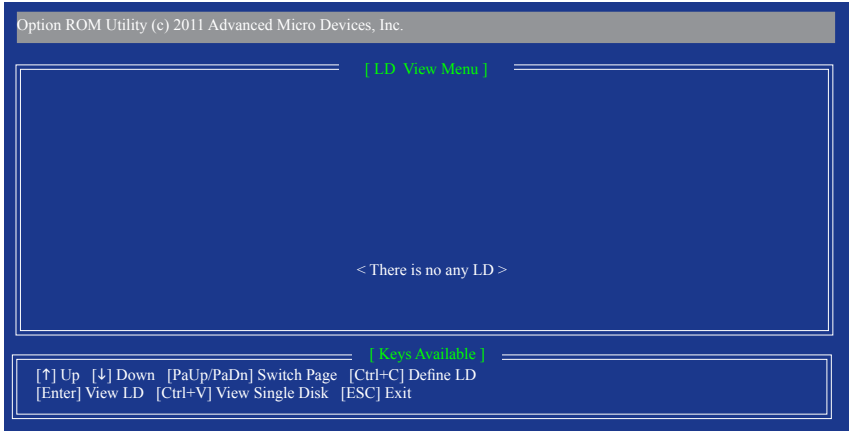 Option ROM Utility (c) 2011 Advanced Micro Devices, Inc.
[ LD View Menu ]
< There is no any LD >
[ Keys Available ]
[↑] Up [↓] Down [PaUp/PaDn] Switch Page [Ctrl+C] Define LD
[Enter] View LD [Ctrl+V] View Single Disk [ESC] Exit